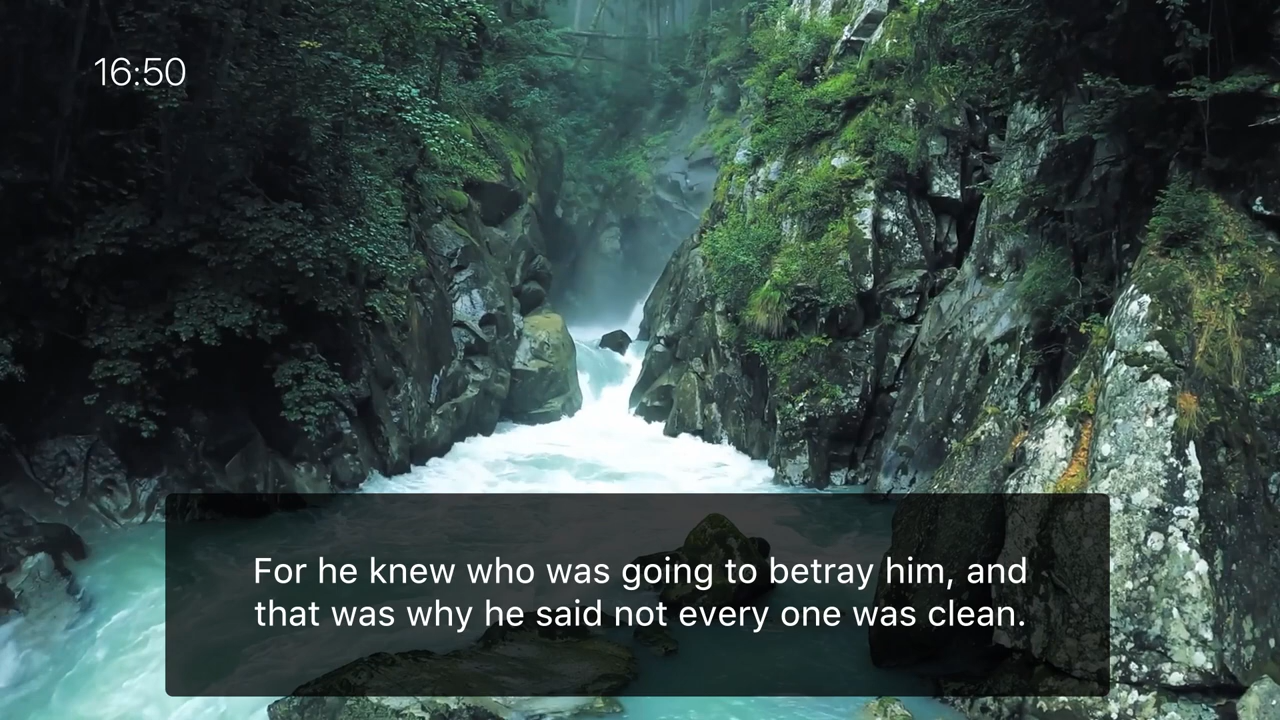 16:50
For he knew who was going to betray him, and
that was why he said not every one was clean.